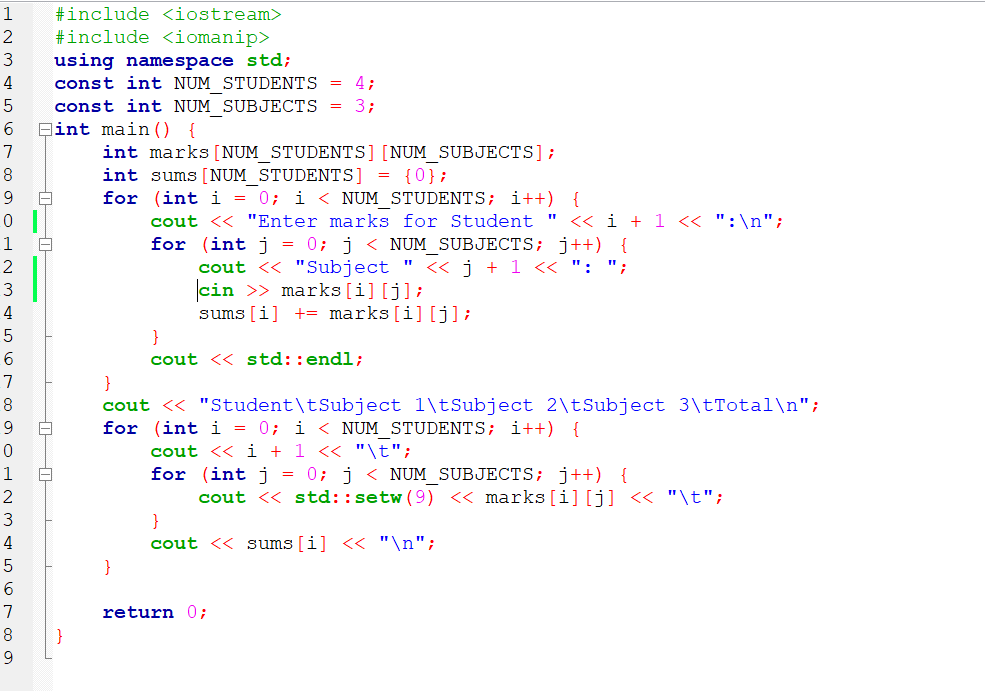 1 #include <iostream>
2 #include <iomanip>
3 using namespace std;
4 const int NUM_STUDENTS = 4;
5 const int NUM_SUBJECTS = 3;
6 int main() {
7     int marks[NUM_STUDENTS][NUM_SUBJECTS];
8     int sums[NUM_STUDENTS] = {0};
9     for (int i = 0; i < NUM_STUDENTS; i++) {
0         cout << "Enter marks for Student " << i + 1 << ":\n";
1         for (int j = 0; j < NUM_SUBJECTS; j++) {
2             cout << "Subject " << j + 1 << ": ";
3             cin >> marks[i][j];
4             sums[i] += marks[i][j];
5         }
6         cout << std::endl;
7     }
8     cout << "Student\tSubject 1\tSubject 2\tSubject 3\tTotal\n";
9     for (int i = 0; i < NUM_STUDENTS; i++) {
0         cout << i + 1 << "\t";
1         for (int j = 0; j < NUM_SUBJECTS; j++) {
2             cout << std::setw(9) << marks[i][j] << "\t";
3         }
4         cout << sums[i] << "\n";
5     }
6
7     return 0;
8 }
9